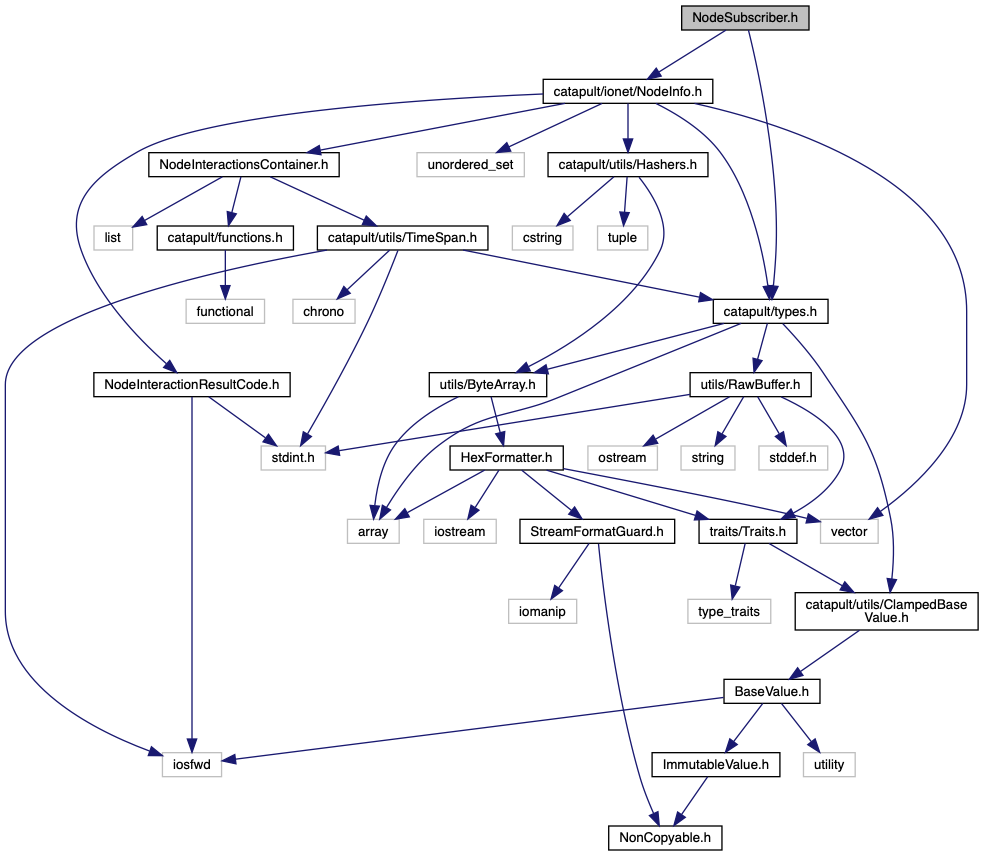 NodeSubscriber.h
catapult/ionet/NodeInfo.h
NodeInteractionsContainer.h
unordered_set
catapult/utils/Hashers.h
list
catapult/functions.h
catapult/utils/TimeSpan.h
cstring
tuple
functional
chrono
catapult/types.h
NodeInteractionResultCode.h
utils/ByteArray.h
utils/RawBuffer.h
stdint.h
HexFormatter.h
ostream
string
stddef.h
array
iostream
StreamFormatGuard.h
traits/Traits.h
vector
iomanip
type_traits
catapult/utils/ClampedBase
Value.h
BaseValue.h
iosfwd
ImmutableValue.h
utility
NonCopyable.h